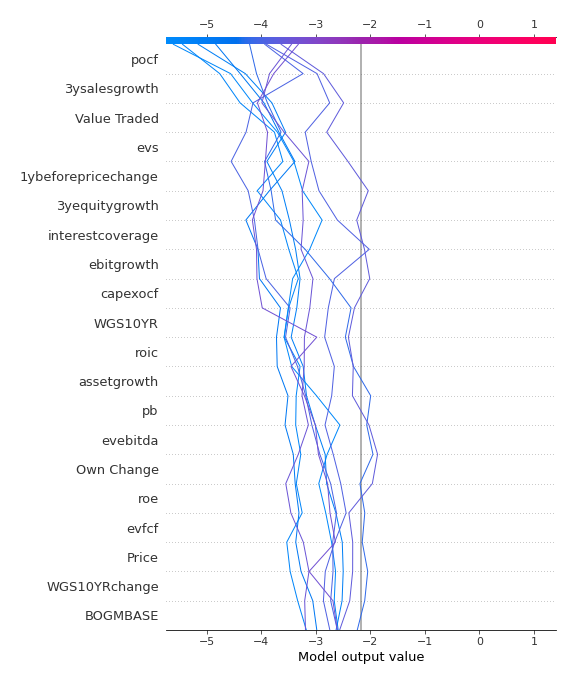 −5 −4 −3 −2 −1 0 1
pocf
3ysalesgrowth
Value Traded
evs
1ybeforepricechange
3yequitygrowth
interestcoverage
ebitgrowth
capexocf
WGS10YR
roic
assetgrowth
pb
evebitda
Own Change
roe
evfcf
Price
WGS10YRchange
BOGMBASE
−5 −4 −3 −2 −1 0 1
Model output value